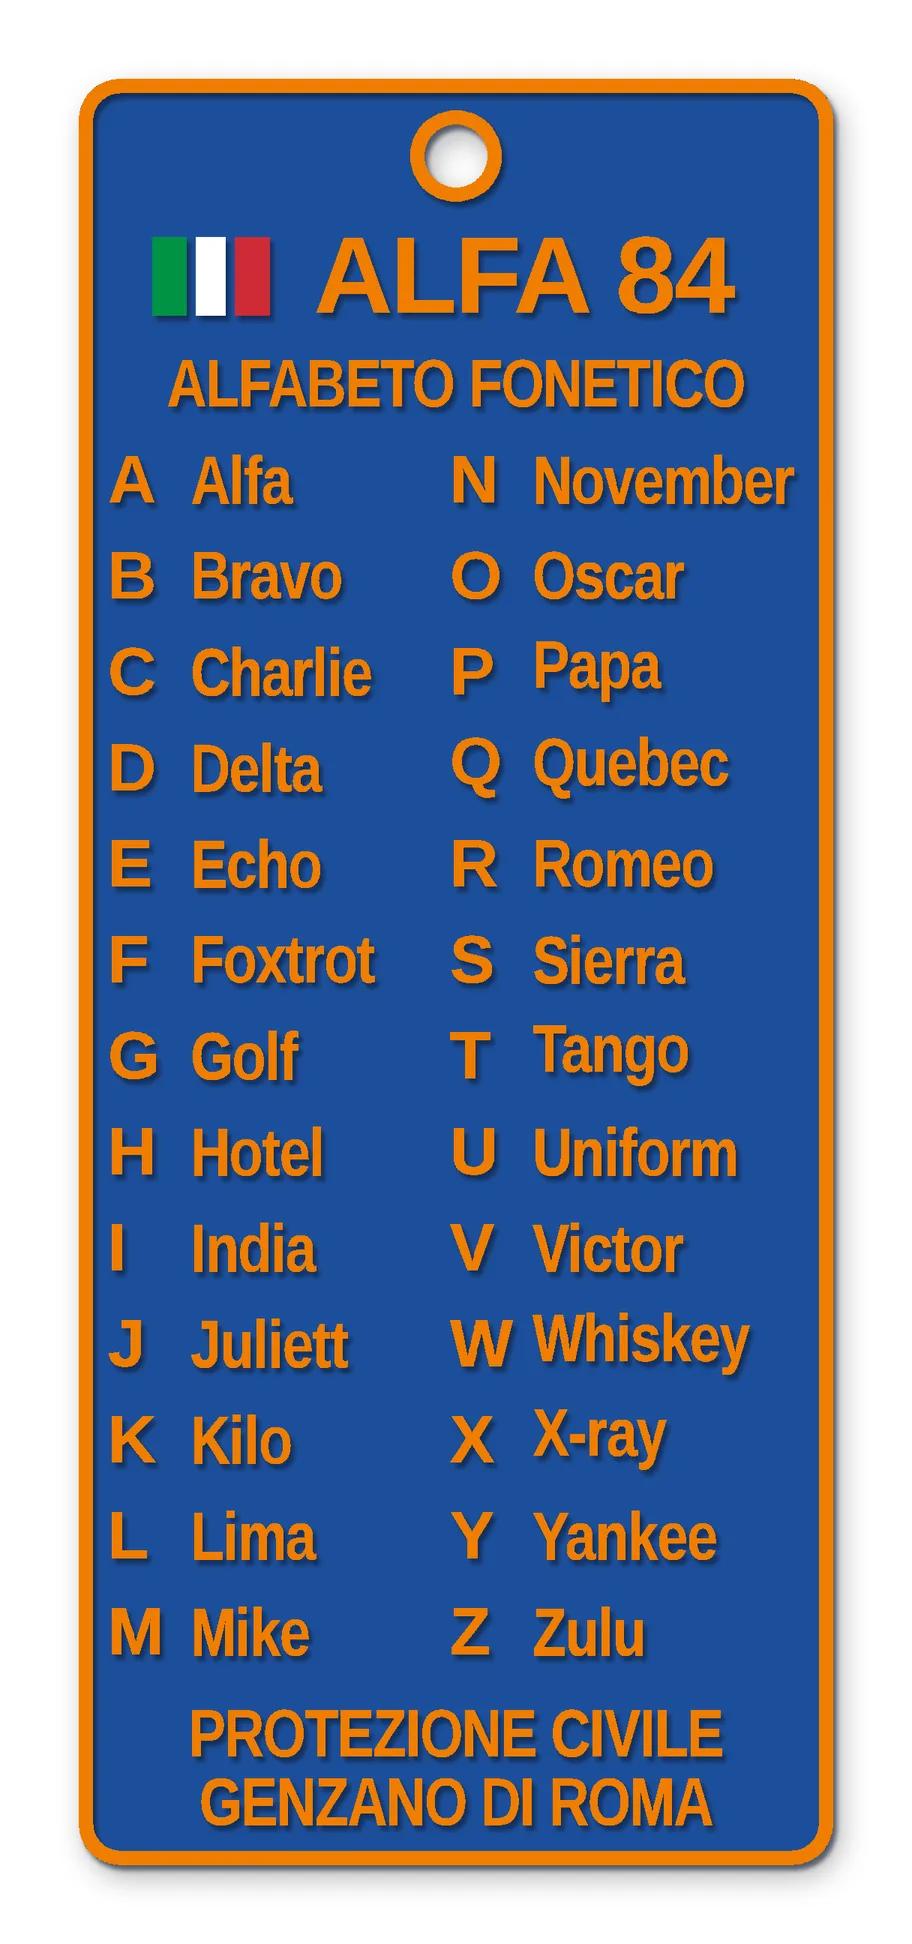 ALFA 84
ALFABETO FONETICO
A Alfa N November
B Bravo O Oscar
C Charlie P Papa
D Delta Q Quebec
E Echo R Romeo
F Foxtrot S Sierra
G Golf T Tango
H Hotel U Uniform
I India V Victor
J Juliett W Whiskey
K Kilo X X-ray
L Lima Y Yankee
M Mike Z Zulu
PROTEZIONE CIVILE
GENZANO DI ROMA